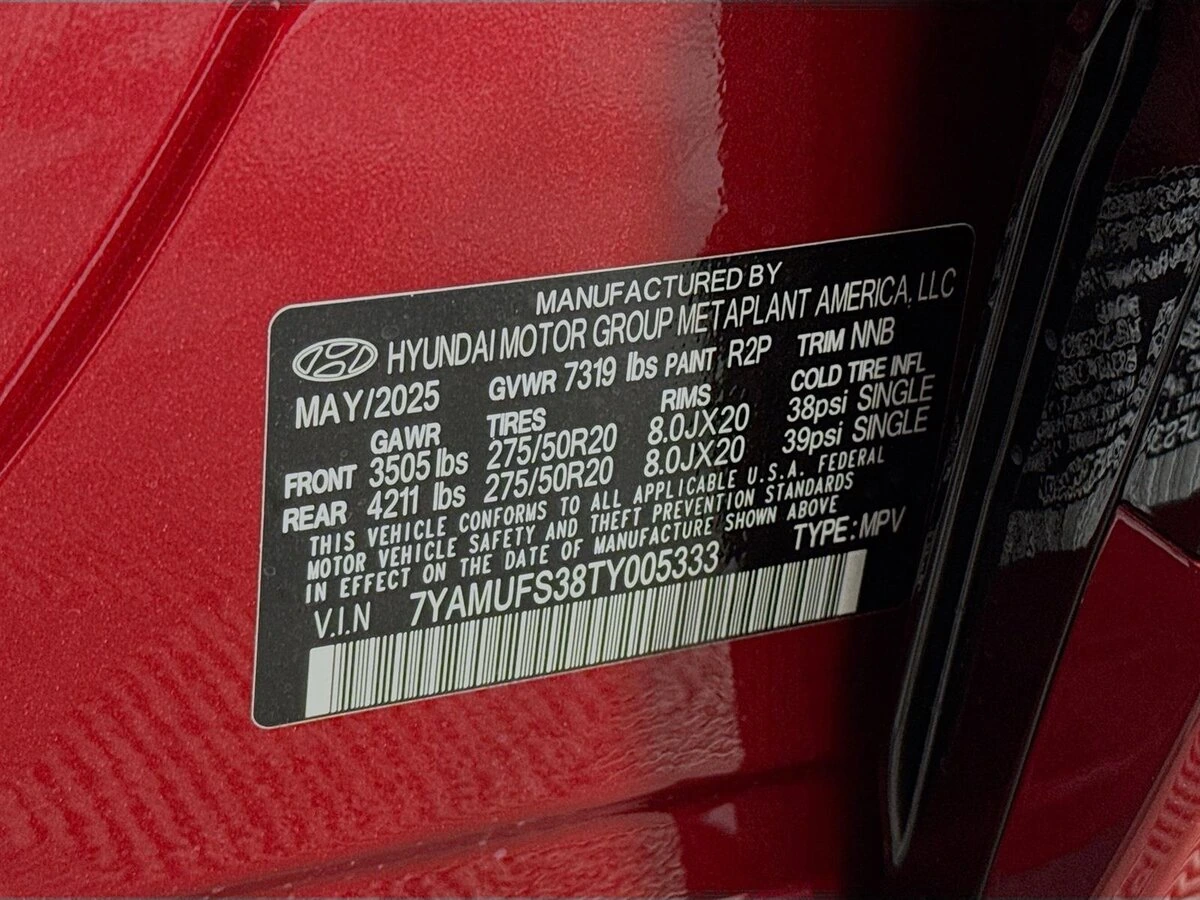 MANUFACTURED BY
HYUNDAI MOTOR GROUP METAPLANT AMERICA, LLC
MAY/2025 GVWR 7319 lbs PAINT R2P TRIM NNB
GAWR TIRES RIMS COLD TIRE INFL
FRONT 3505 lbs 275/50R20 8.0JX20 38psi SINGLE
REAR 4211 lbs 275/50R20 8.0JX20 39psi SINGLE
THIS VEHICLE CONFORMS TO ALL APPLICABLE U.S.A. FEDERAL
MOTOR VEHICLE SAFETY AND THEFT PREVENTION STANDARDS
IN EFFECT ON THE DATE OF MANUFACTURE SHOWN ABOVE
V.I.N 7YAMUFS38TY005333 TYPE:MPV